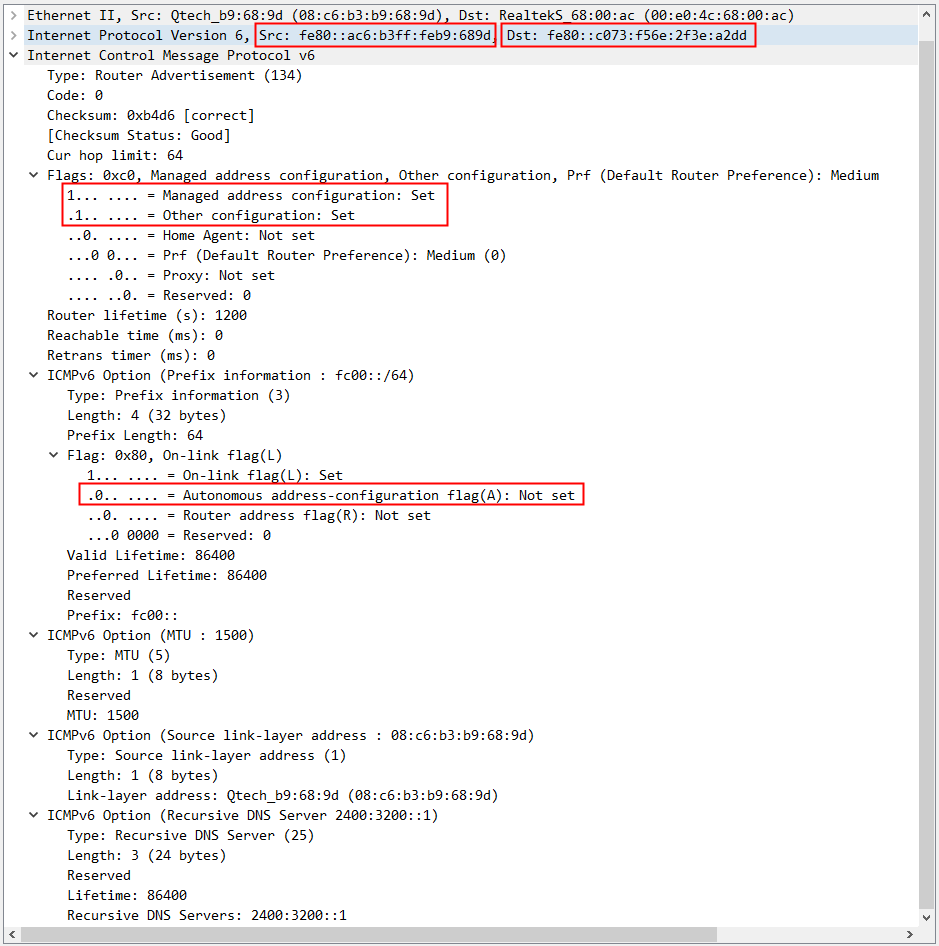 Ethernet II, Src: Qtech_b9:68:9d (08:c6:b3:b9:68:9d), Dst: RealtekS_68:00:ac (00:e0:4c:68:00:ac)
Internet Protocol Version 6, Src: fe80::ac6:b3ff:feb9:689d, Dst: fe80::c073:f56e:2f3e:a2dd
Internet Control Message Protocol v6
Type: Router Advertisement (134)
Code: 0
Checksum: 0xb4d6 [correct]
[Checksum Status: Good]
Cur hop limit: 64
Flags: 0xc0, Managed address configuration, Other configuration, Prf (Default Router Preference): Medium
1... .... = Managed address configuration: Set
.1.. .... = Other configuration: Set
..0. .... = Home Agent: Not set
...0 0... = Prf (Default Router Preference): Medium (0)
.... .0.. = Proxy: Not set
.... ..0. = Reserved: 0
Router lifetime (s): 1200
Reachable time (ms): 0
Retrans timer (ms): 0
ICMPv6 Option (Prefix information : fc00::/64)
Type: Prefix information (3)
Length: 4 (32 bytes)
Prefix Length: 64
Flag: 0x80, On-link flag(L)
1... .... = On-link flag(L): Set
.0.. .... = Autonomous address-configuration flag(A): Not set
..0. .... = Router address flag(R): Not set
...0 0000 = Reserved: 0
Valid Lifetime: 86400
Preferred Lifetime: 86400
Reserved
Prefix: fc00::
ICMPv6 Option (MTU : 1500)
Type: MTU (5)
Length: 1 (8 bytes)
Reserved
MTU: 1500
ICMPv6 Option (Source link-layer address : 08:c6:b3:b9:68:9d)
Type: Source link-layer address (1)
Length: 1 (8 bytes)
Link-layer address: Qtech_b9:68:9d (08:c6:b3:b9:68:9d)
ICMPv6 Option (Recursive DNS Server 2400:3200::1)
Type: Recursive DNS Server (25)
Length: 3 (24 bytes)
Reserved
Lifetime: 86400
Recursive DNS Servers: 2400:3200::1